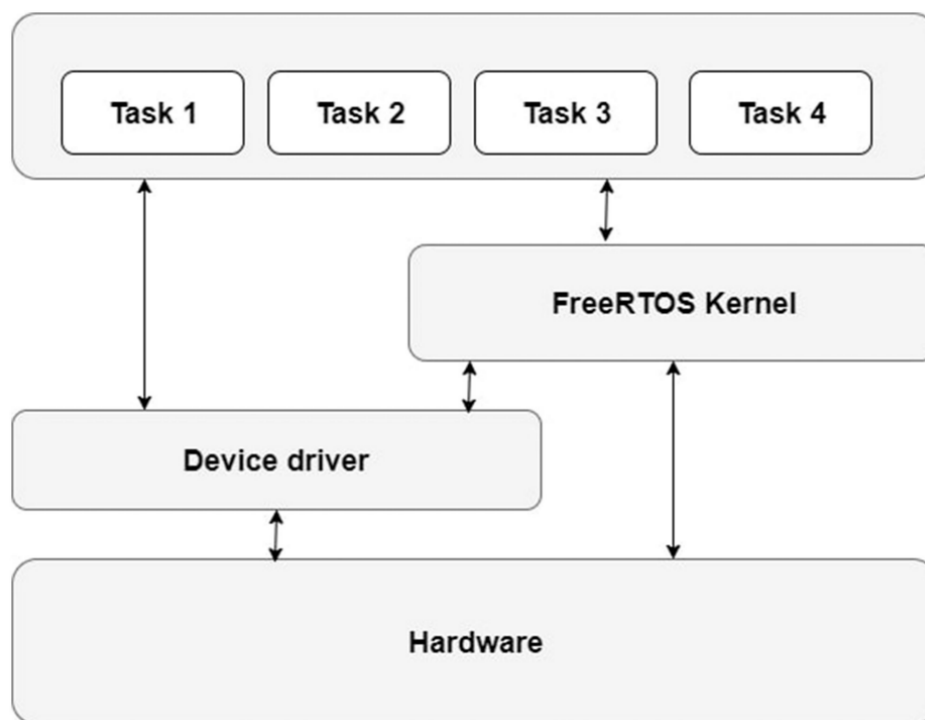 Task 1
Task 2
Task 3
Task 4
FreeRTOS Kernel
Device driver
Hardware